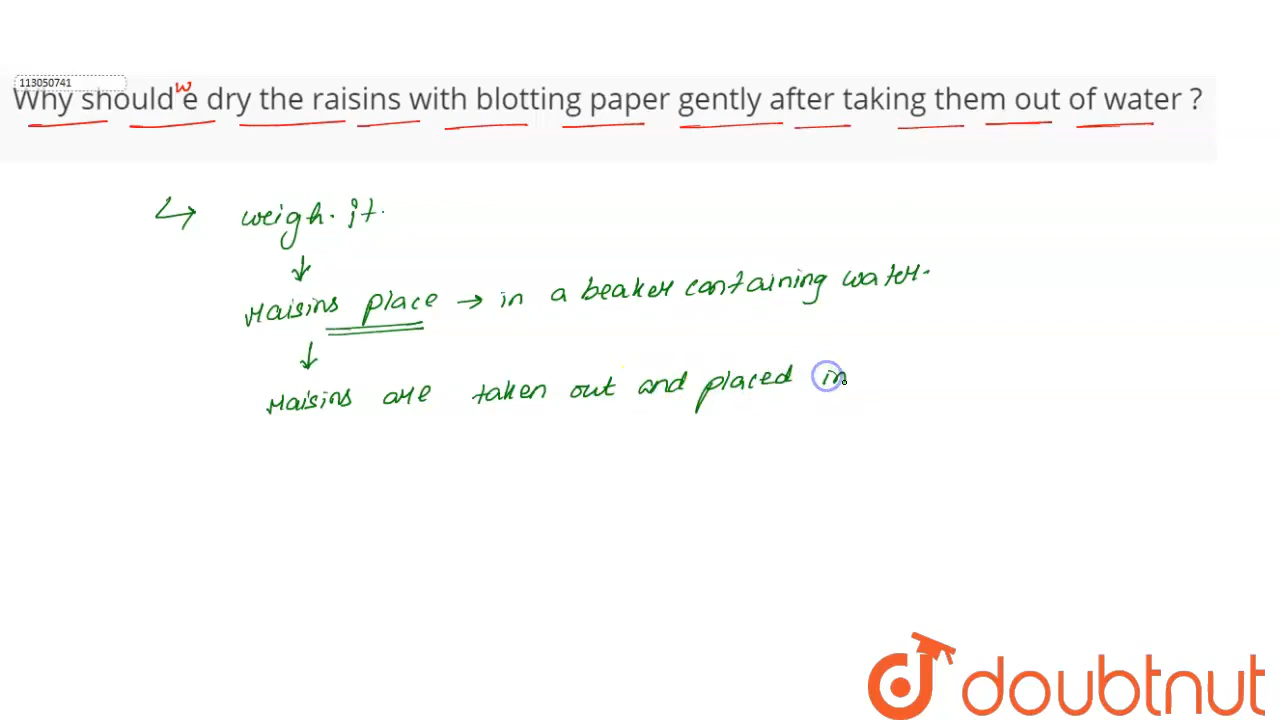 113050741
Why should we dry the raisins with blotting paper gently after taking them out of water ?
weigh. it.
raisins place → in a beaker containing water.
raisins are taken out and placed in
doubtnut